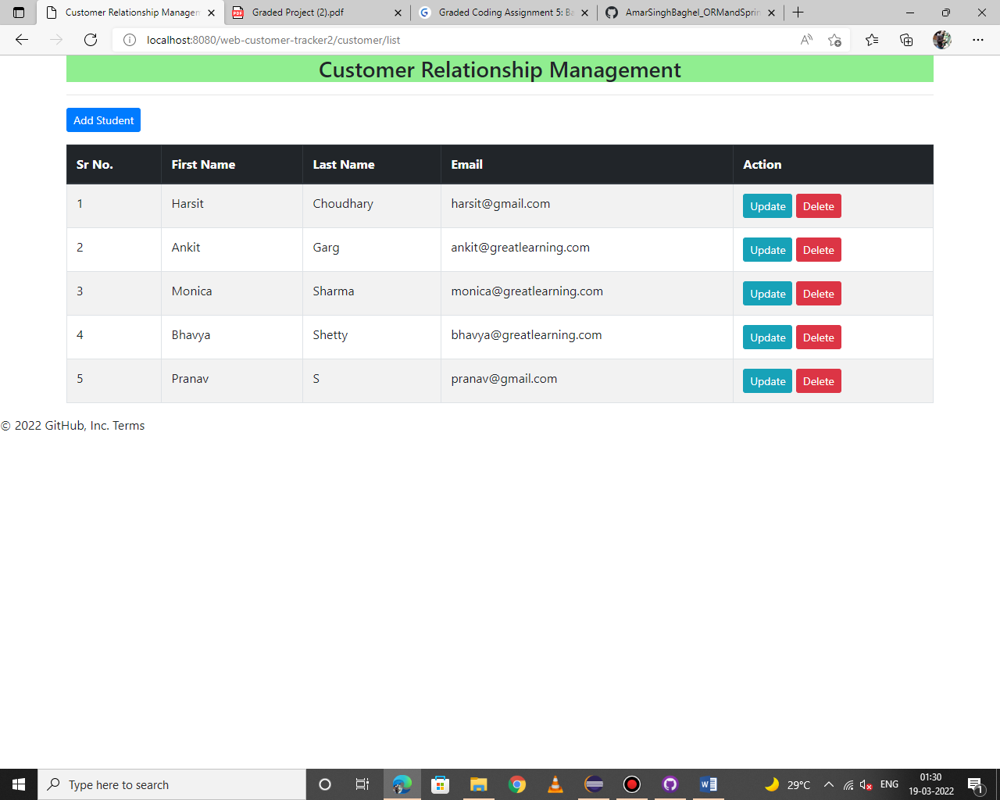 Customer Relationship Managem
Graded Project (2).pdf
Graded Coding Assignment 5: Ba
AmarSinghBaghel_ORMandSprin
localhost:8080/web-customer-tracker2/customer/list
Customer Relationship Management
Add Student
Sr No. First Name Last Name Email Action
1 Harsit Choudhary harsit@gmail.com Update Delete
2 Ankit Garg ankit@greatlearning.com Update Delete
3 Monica Sharma monica@greatlearning.com Update Delete
4 Bhavya Shetty bhavya@greatlearning.com Update Delete
5 Pranav S pranav@gmail.com Update Delete
© 2022 GitHub, Inc. Terms
Type here to search
29°C
ENG
01:30
19-03-2022
1